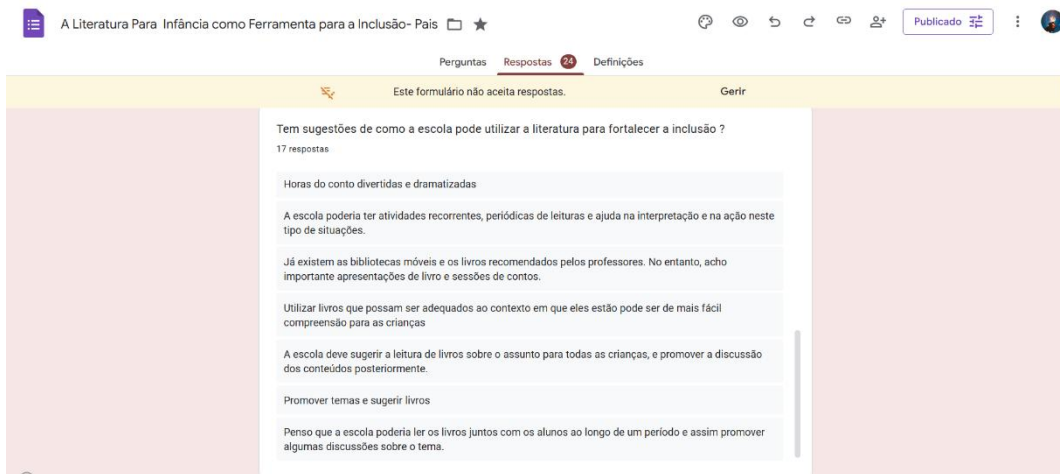 A Literatura Para Infância como Ferramenta para a Inclusão- Pais
Publicado
Perguntas
Respostas 24
Definições
Este formulário não aceita respostas.
Gerir
Tem sugestões de como a escola pode utilizar a literatura para fortalecer a inclusão ?
17 respostas
Horas do conto divertidas e dramatizadas
A escola poderia ter atividades recorrentes, periódicas de leituras e ajuda na interpretação e na ação neste
tipo de situações.
Já existem as bibliotecas móveis e os livros recomendados pelos professores. No entanto, acho
importante apresentações de livro e sessões de contos.
Utilizar livros que possam ser adequados ao contexto em que eles estão pode ser de mais fácil
compreensão para as crianças
A escola deve sugerir a leitura de livros sobre o assunto para todas as crianças, e promover a discussão
dos conteúdos posteriormente.
Promover temas e sugerir livros
Penso que a escola poderia ler os livros juntos com os alunos ao longo de um período e assim promover
algumas discussões sobre o tema.